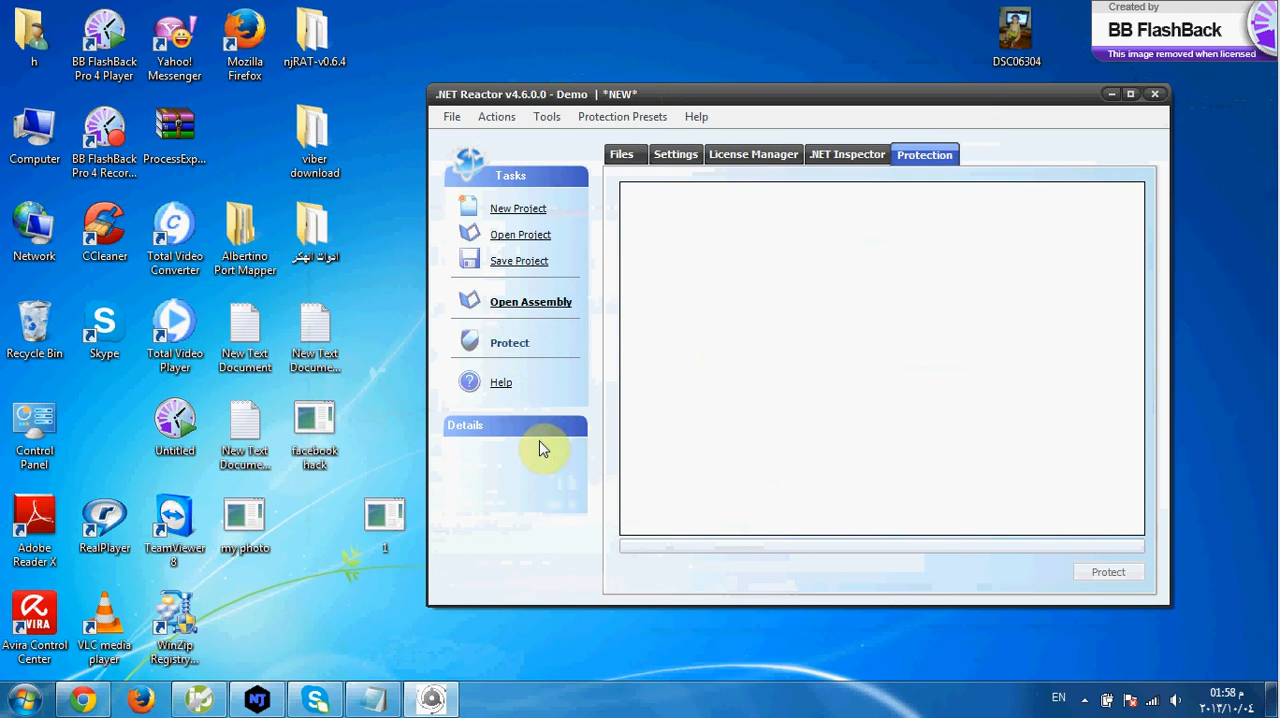 h
BB FlashBack
Pro 4 Player
Yahoo!
Messenger
Mozilla
Firefox
njRAT-v0.6.4
DSC06304
Created by
BB FlashBack
This image removed when licensed
Computer
BB FlashBack
Pro 4 Recor...
ProcessExp...
viber
download
Network
CCleaner
Total Video
Converter
Albertino
Port Mapper
ادوات الهكر
Recycle Bin
Skype
Total Video
Player
New Text
Document
New Text
Docume...
Control
Panel
Untitled
New Text
Docume...
facebook
hack
Adobe
Reader X
RealPlayer
TeamViewer
8
my photo
1
Avira Control
Center
VLC media
player
WinZip
Registry...
.NET Reactor v4.6.0.0 - Demo | *NEW*
File Actions Tools Protection Presets Help
Files Settings License Manager .NET Inspector Protection
Tasks
New Project
Open Project
Save Project
Open Assembly
Protect
Help
Details
Protect
EN
01:58 م
٢٠١٣/١٠/٠٤